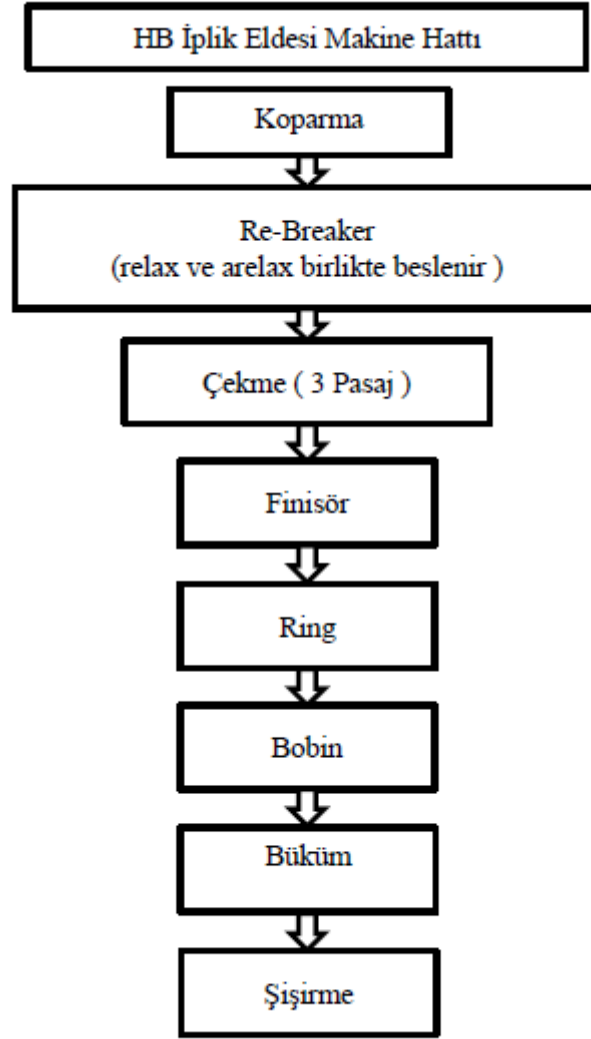 HB İplik Eldesi Makine Hattı
Koparma
Re-Breaker
(relax ve arelax birlikte beslenir )
Çekme ( 3 Pasaj )
Finisör
Ring
Bobin
Büküm
Şişirme